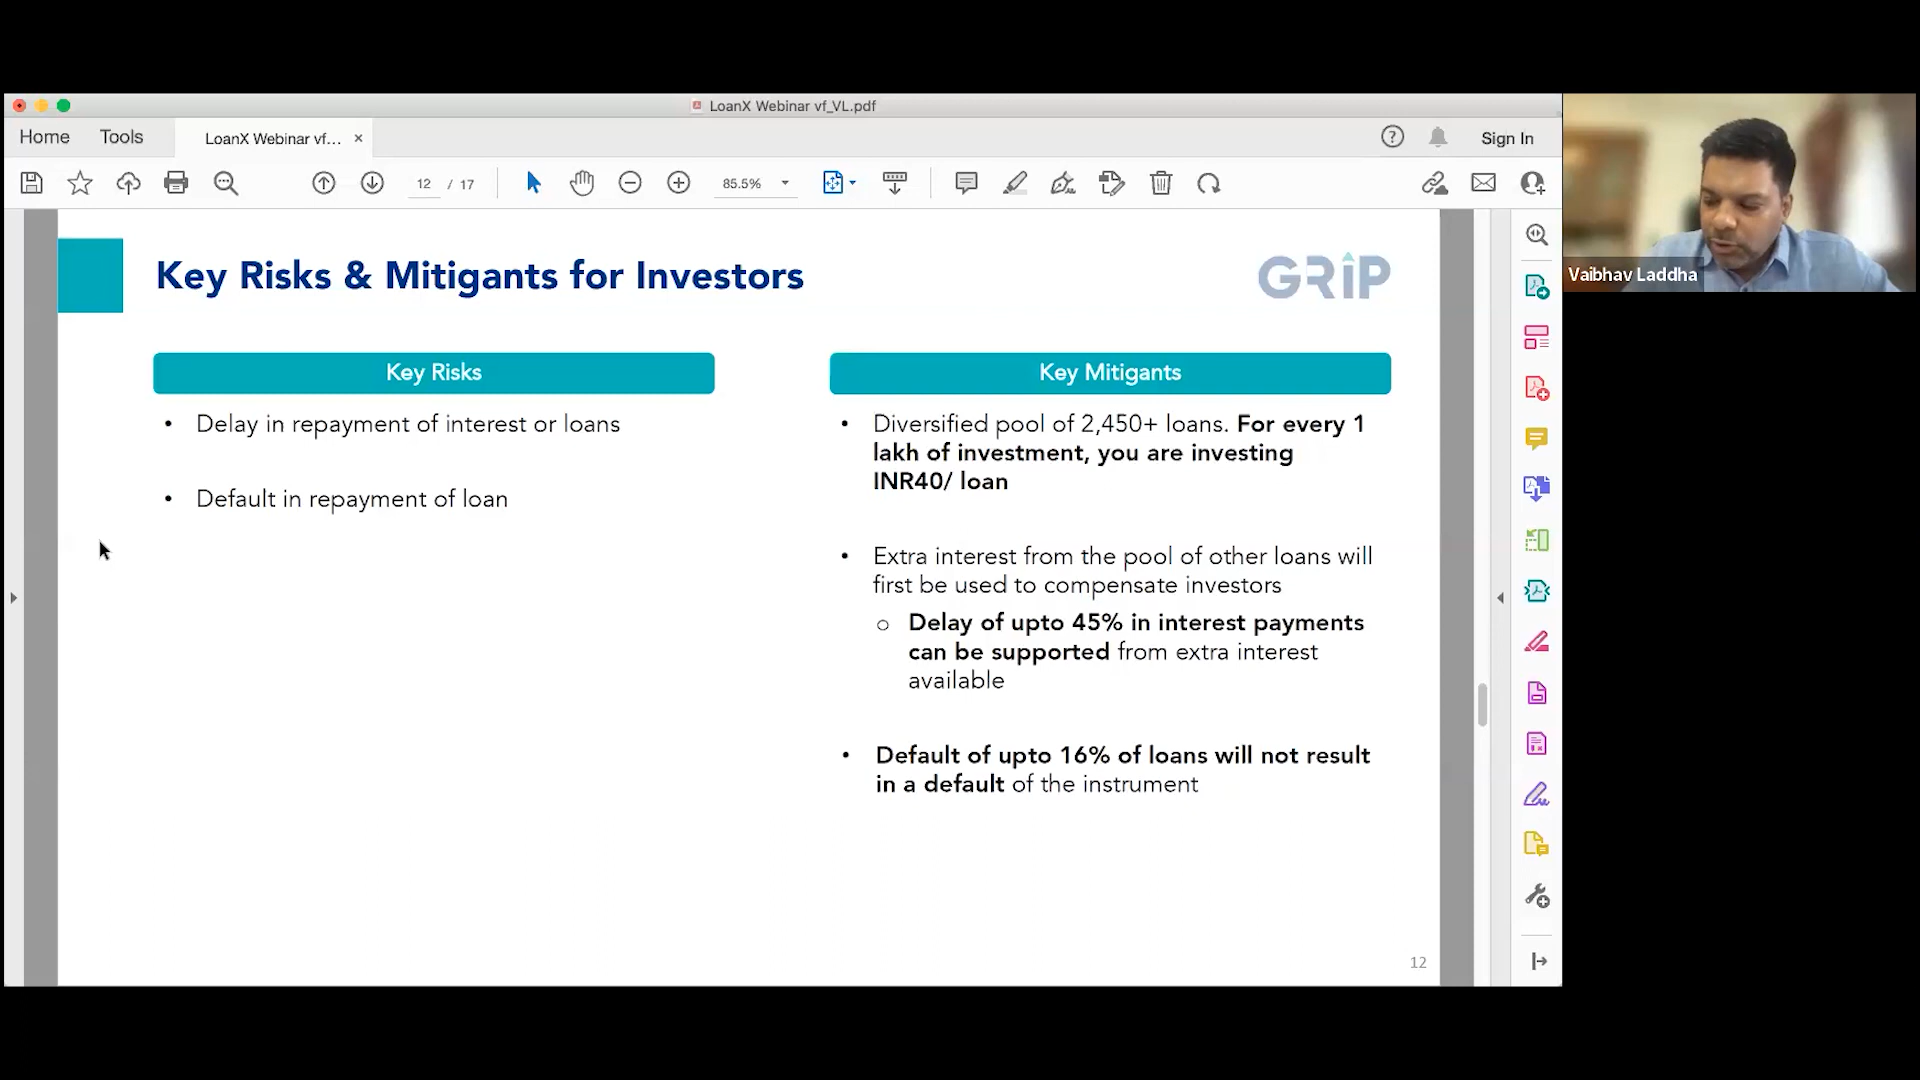 LoanX Webinar vf_VL.pdf
Home
Tools
LoanX Webinar vf...
Sign In
12 / 17
85.5%
Key Risks & Mitigants for Investors
GRIP
Key Risks
• Delay in repayment of interest or loans
• Default in repayment of loan
Key Mitigants
• Diversified pool of 2,450+ loans. For every 1
lakh of investment, you are investing
INR40/ loan
• Extra interest from the pool of other loans will
first be used to compensate investors
o Delay of upto 45% in interest payments
can be supported from extra interest
available
• Default of upto 16% of loans will not result
in a default of the instrument
12
Vaibhav Laddha